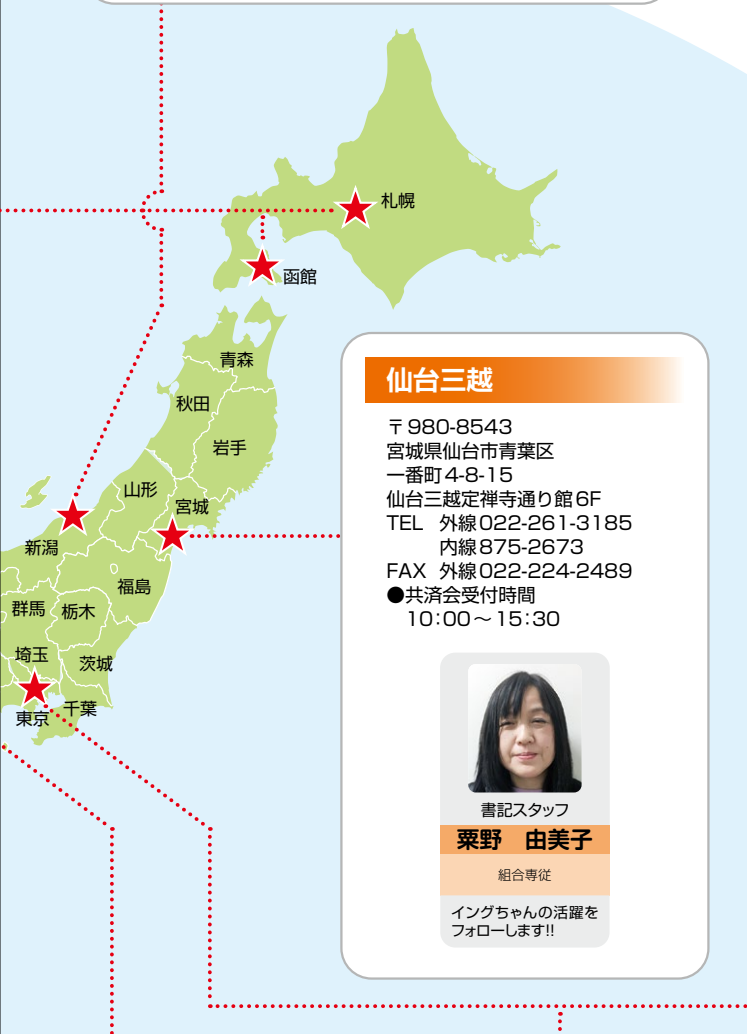 札幌
函館
青森
秋田
岩手
山形
宮城
新潟
福島
群馬
栃木
埼玉
茨城
東京
千葉
仙台三越
〒980-8543
宮城県仙台市青葉区
一番町4-8-15
仙台三越定禅寺通り館6F
TEL 外線022-261-3185
内線875-2673
FAX 外線022-224-2489
●共済会受付時間
10:00～15:30
書記スタッフ
粟野 由美子
組合専従
イングちゃんの活躍を
フォローします!!